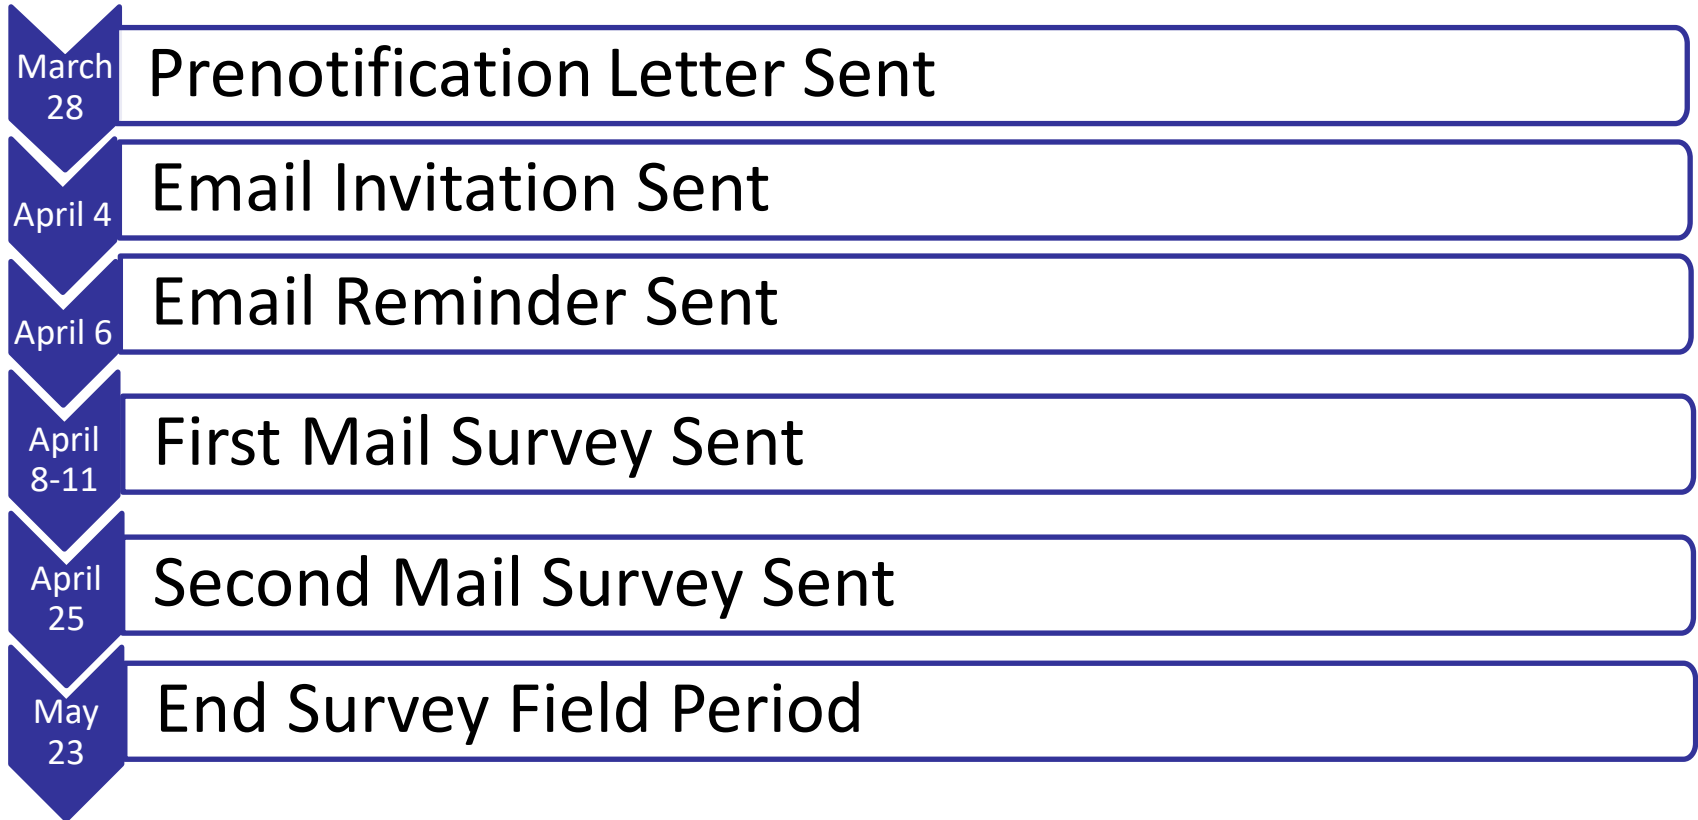 March
28
Prenotification Letter Sent
April 4
Email Invitation Sent
April 6
Email Reminder Sent
April
8-11
First Mail Survey Sent
April
25
Second Mail Survey Sent
May
23
End Survey Field Period